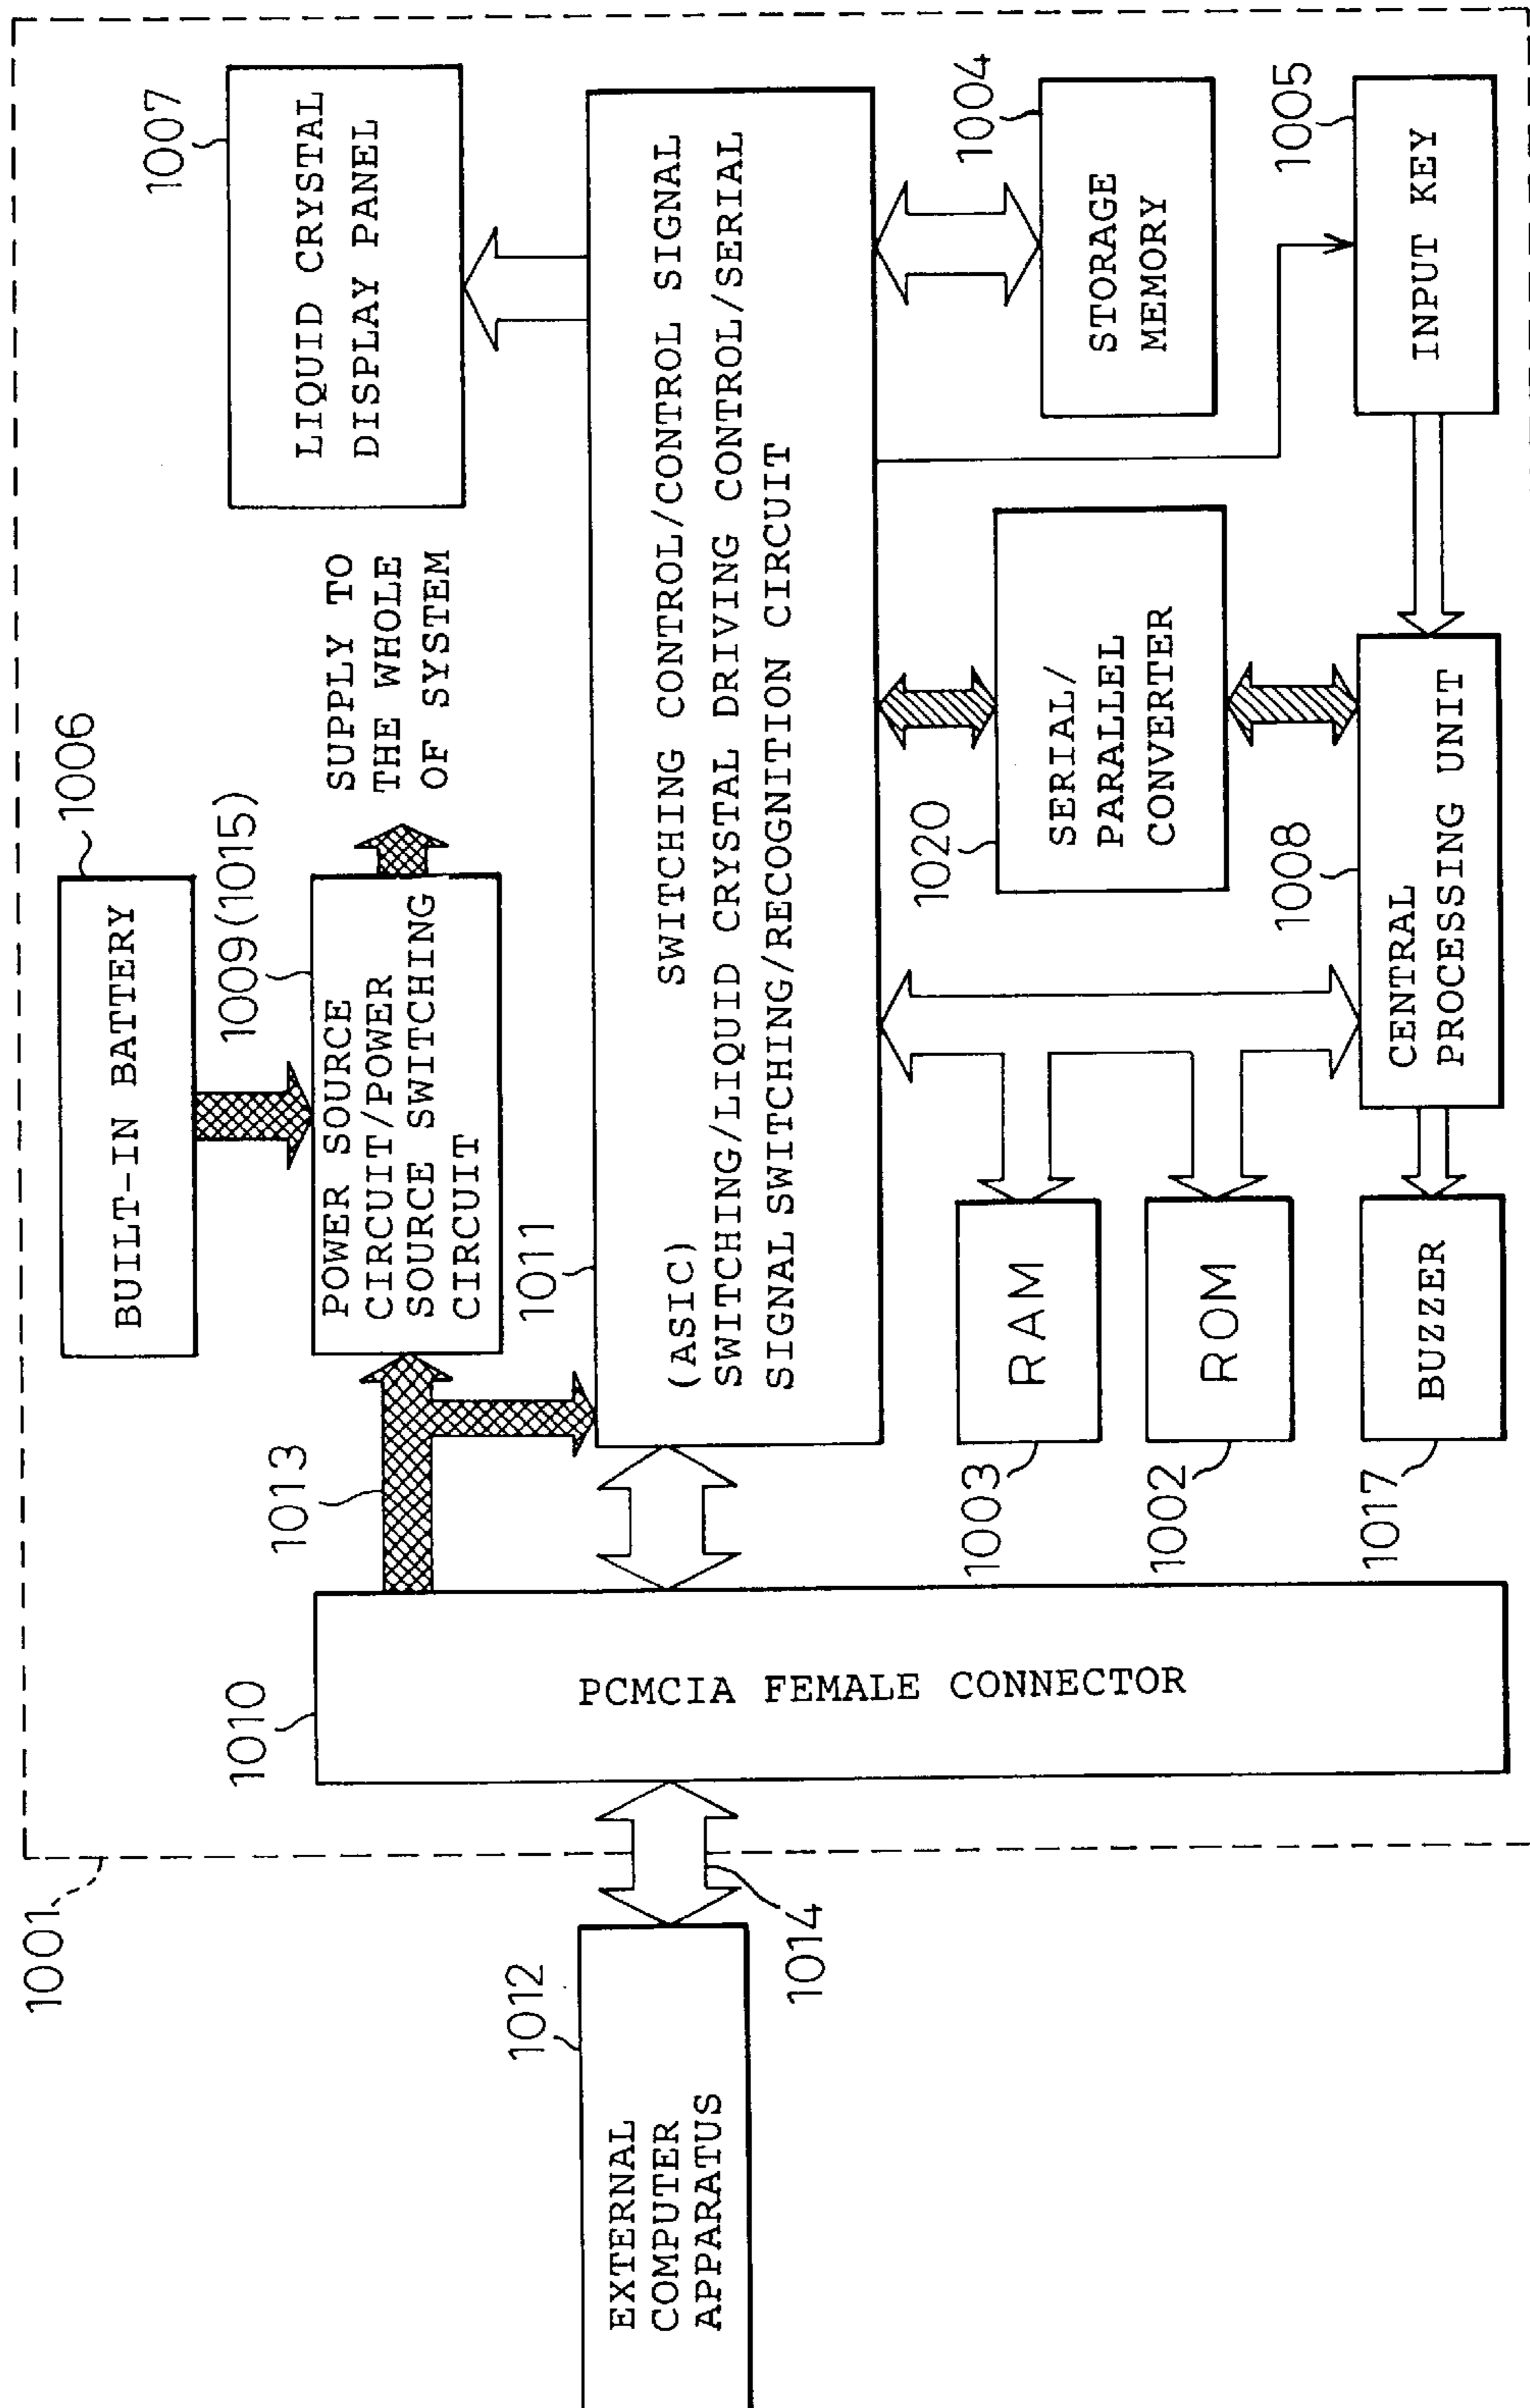 1001
1006
BUILT-IN BATTERY
1007
LIQUID CRYSTAL
DISPLAY PANEL
1009(1015)
POWER SOURCE
CIRCUIT/POWER
SOURCE SWITCHING
CIRCUIT
SUPPLY TO
THE WHOLE
OF SYSTEM
1013
1010
PCMCIA FEMALE CONNECTOR
1012
EXTERNAL
COMPUTER
APPARATUS
1014
1011
(ASIC) SWITCHING CONTROL/CONTROL SIGNAL
SWITCHING/LIQUID CRYSTAL DRIVING CONTROL/SERIAL
SIGNAL SWITCHING/RECOGNITION CIRCUIT
1003
RAM
1002
ROM
1017
BUZZER
1020
SERIAL/
PARALLEL
CONVERTER
1008
CENTRAL
PROCESSING UNIT
1004
STORAGE
MEMORY
1005
INPUT KEY